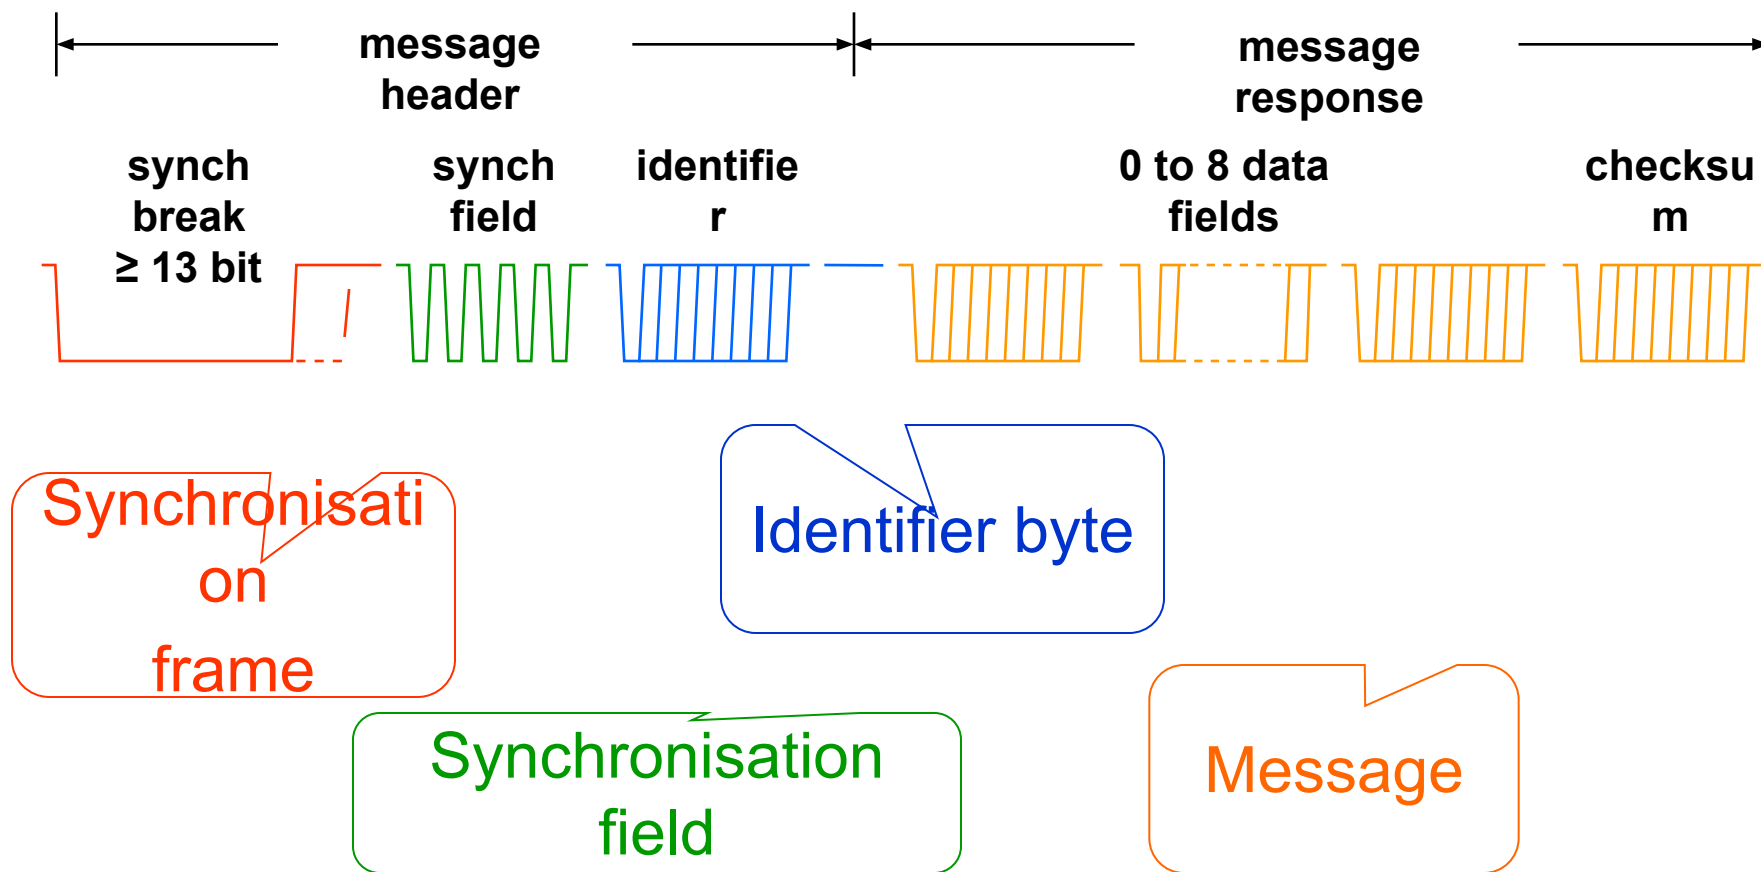 message
header
message
response
synch
break
≥ 13 bit
synch
field
identifie
r
0 to 8 data
fields
checksu
m
Synchronisati
on
frame
Identifier byte
Synchronisation
field
Message